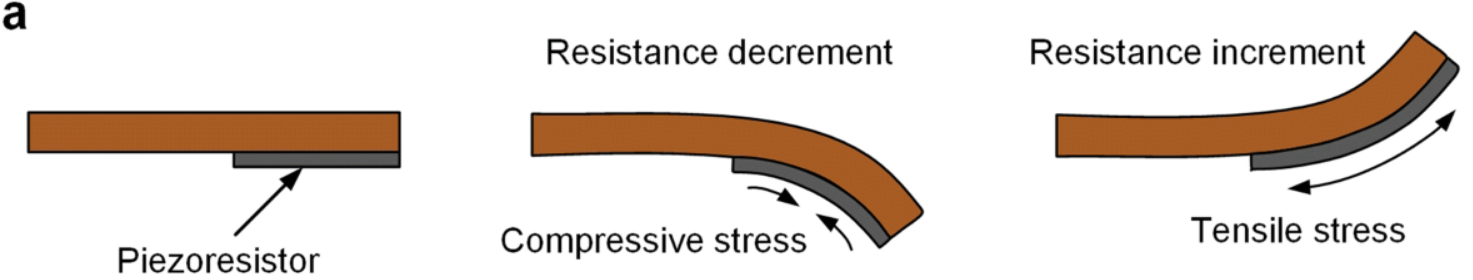 a
Resistance decrement
Resistance increment
Piezoresistor
Compressive stress
Tensile stress